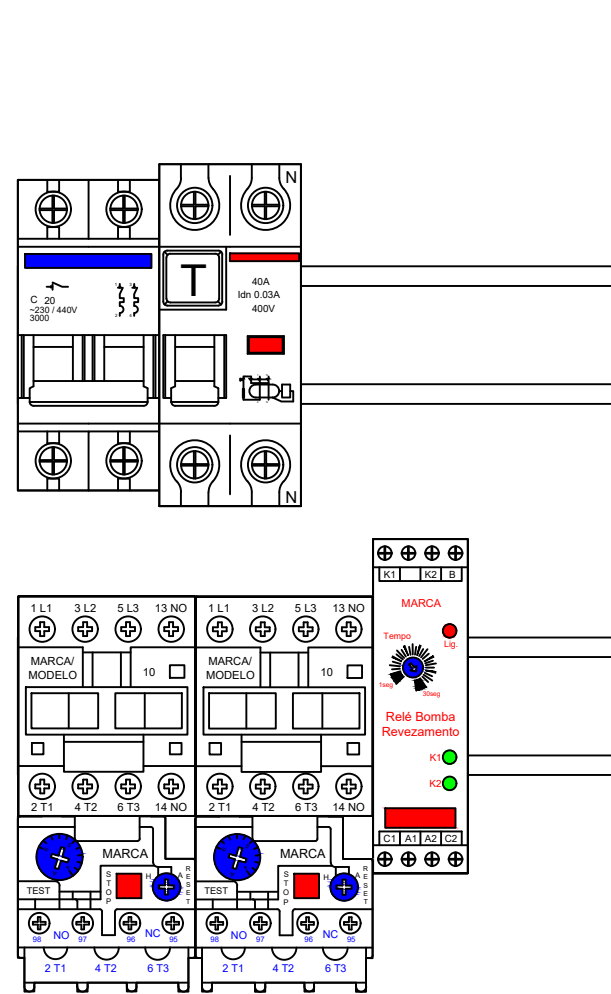 N
T
40A
Idn 0.03A
400V
C 20
~230 / 440V
3000
N
K1 K2 B
MARCA
Tempo
Lig.
1seg
30seg
Relé Bomba
Revezamento
K1
K2
C1 A1 A2 C2
1 L1 3 L2 5 L3 13 NO
MARCA/
MODELO
10
2 T1 4 T2 6 T3 14 NO
MARCA
TEST
STOP
H
A
RESET
98 NO 97 96 NC 95
2 T1 4 T2 6 T3
1 L1 3 L2 5 L3 13 NO
MARCA/
MODELO
10
2 T1 4 T2 6 T3 14 NO
MARCA
TEST
STOP
H
A
RESET
98 NO 97 96 NC 95
2 T1 4 T2 6 T3